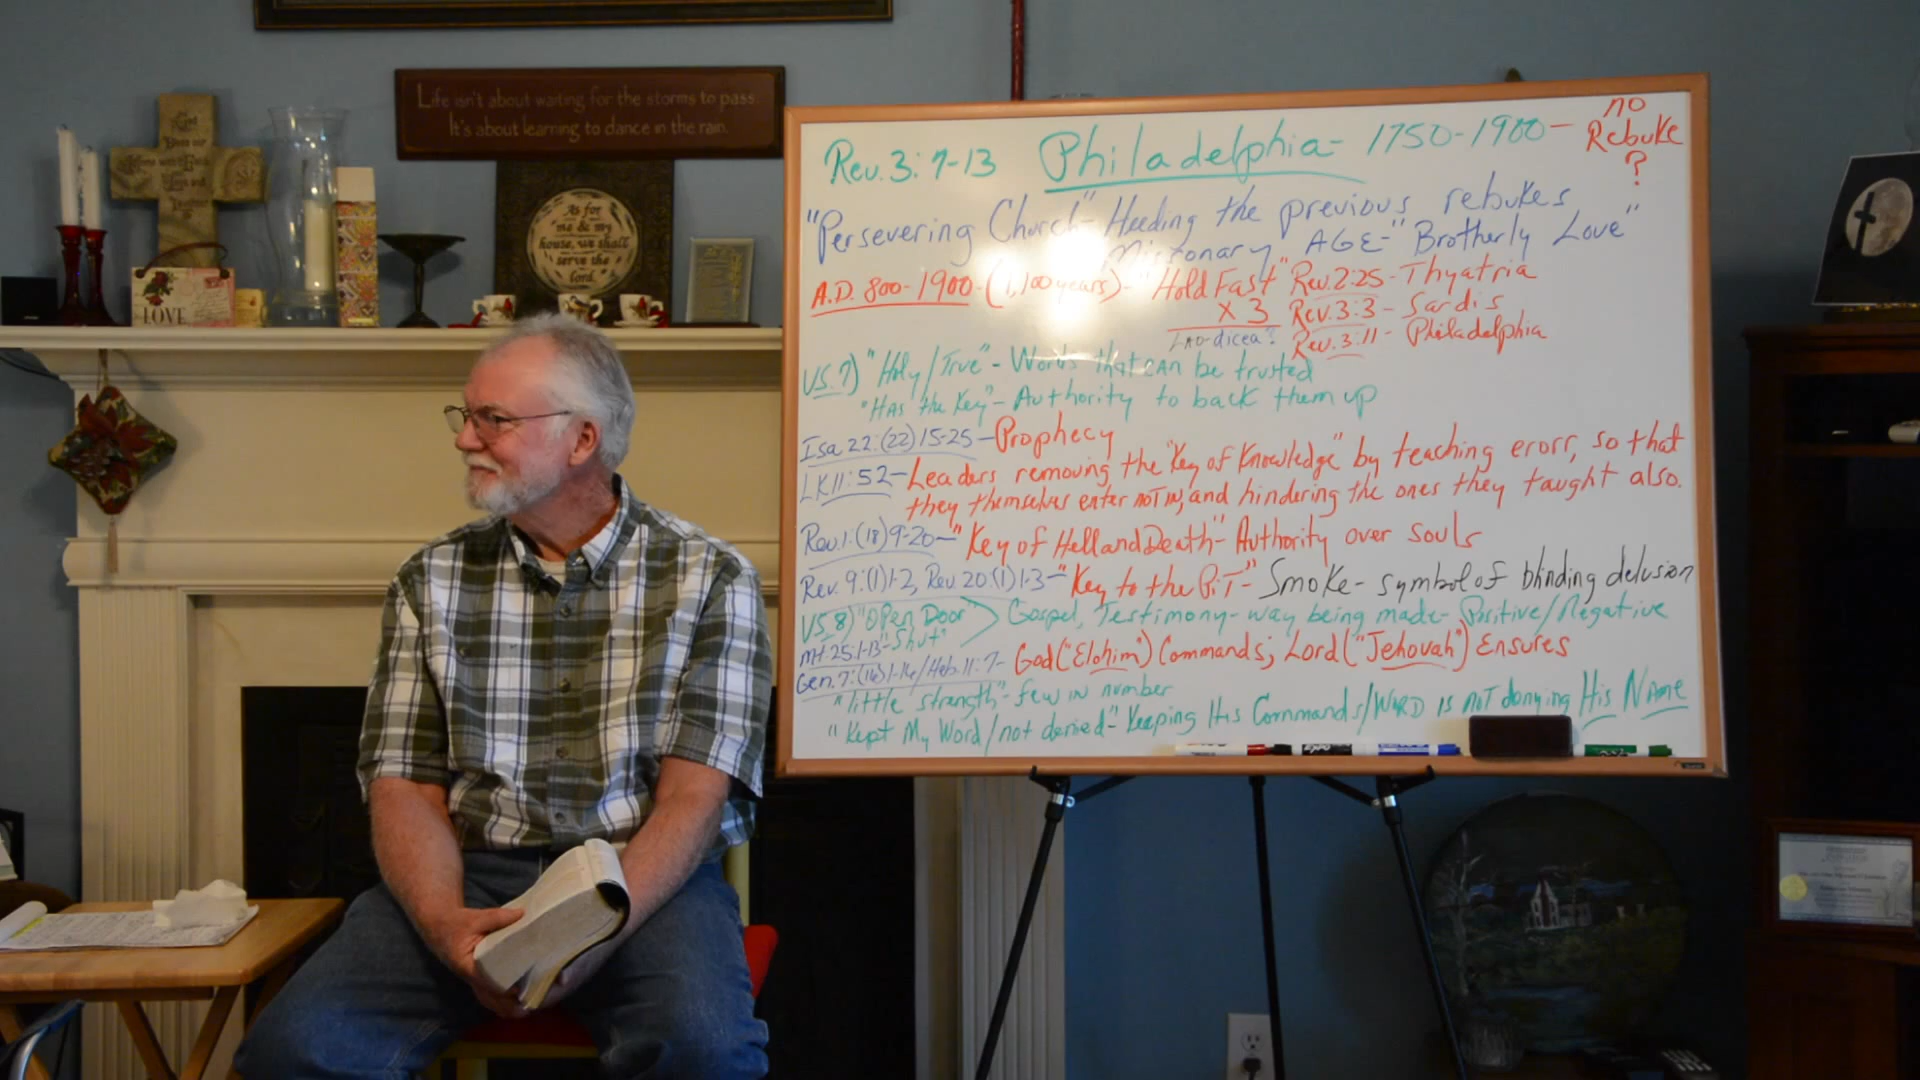 Life isn't about waiting for the storms to pass.
It's about learning to dance in the rain.
God
Bless our
LOVE
As for
me & my
house, we shall
serve the
lord.
Rev. 3:7-13 Philadelphia- 1750-1900- no Rebuke ?
"Persevering Church" Heeding the previous rebukes
Missionary AGE- "Brotherly Love"
A.D. 800-1900-(1,100 years)- "Hold Fast" Rev. 2:25 - Thyatria
X 3 Rev. 3:3 - Sardis
LAO-dicea? Rev. 3:11 - Philadelphia
VS. 7) "Holy/True" - Words that CAN be trusted
"HAS the Key" - Authority to back them up
Isa 22:(22)15-25 - Prophecy
LK 11:52 - Leaders removing the "Key of Knowledge" by teaching erorr, so that
they themselves enter NOT IN, and hindering the ones they taught also.
Rev. 1:(18)9-20 - "Key of Hell and Death" - Authority over souls
Rev. 9:(1)1-2, Rev. 20:(1)1-3 - "Key to the PiT" - Smoke - symbol of blinding delusion
VS. 8) "OPen Door" > Gospel, Testimony - way being made - Positive/Negative
Mt. 25:1-13 - "Shut"
Gen. 7:(16)1-16/Heb. 11:7 - God ("Elohim") Commands; Lord ("Jehovah") Ensures
"little strength" - few in number
"Kept My Word/not denied" - Keeping His Commands/WORD IS NOT denying His NAME
EXPO